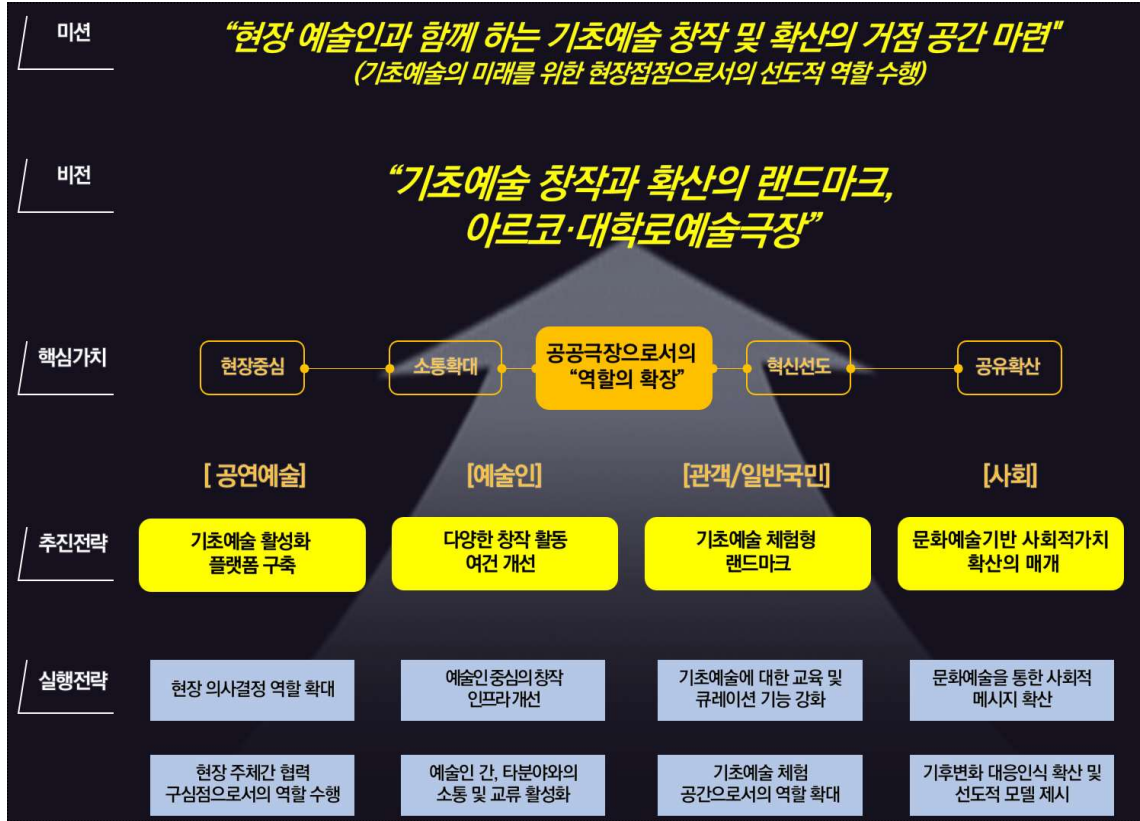 미션
“현장 예술인과 함께 하는 기초예술 창작 및 확산의 거점 공간 마련"
(기초예술의 미래를 위한 현장접점으로서의 선도적 역할 수행)
비전
“기초예술 창작과 확산의 랜드마크,
아르코·대학로예술극장”
핵심가치
현장중심
소통확대
공공극장으로서의
“역할의 확장”
혁신선도
공유확산
[ 공연예술]
[예술인]
[관객/일반국민]
[사회]
추진전략
기초예술 활성화
플랫폼 구축
다양한 창작 활동
여건 개선
기초예술 체험형
랜드마크
문화예술기반 사회적가치
확산의 매개
실행전략
현장 의사결정 역할 확대
예술인 중심의 창작
인프라 개선
기초예술에 대한 교육 및
큐레이션 기능 강화
문화예술을 통한 사회적
메시지 확산
현장 주체간 협력
구심점으로서의 역할 수행
예술인 간, 타분야와의
소통 및 교류 활성화
기초예술 체험
공간으로서의 역할 확대
기후변화 대응인식 확산 및
선도적 모델 제시